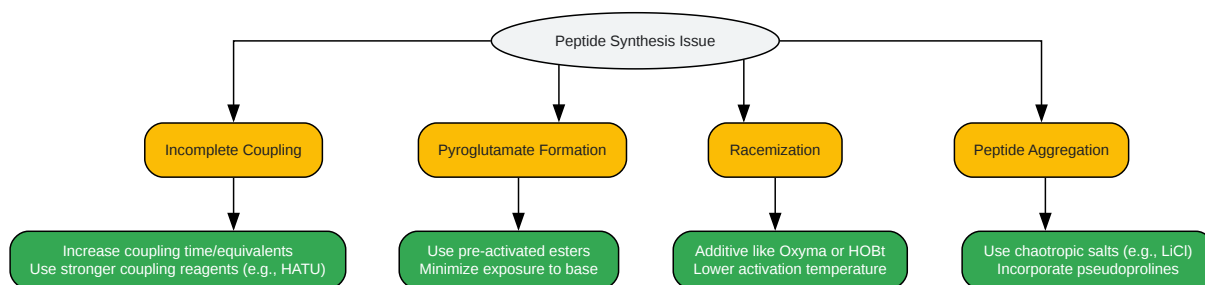 Peptide Synthesis Issue
Incomplete Coupling
Pyroglutamate Formation
Racemization
Peptide Aggregation
Increase coupling time/equivalents
Use stronger coupling reagents (e.g., HATU)
Use pre-activated esters
Minimize exposure to base
Additive like Oxyma or HOBt
Lower activation temperature
Use chaotropic salts (e.g., LiCl)
Incorporate pseudoprolines